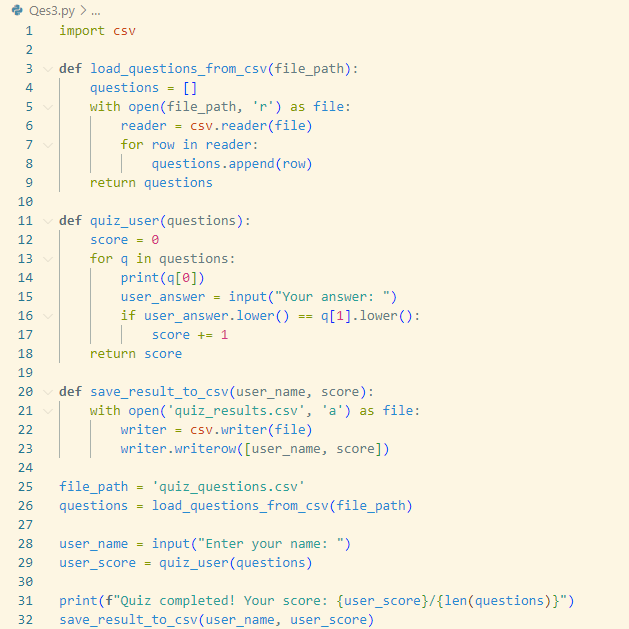 Qes3.py > ...
1 import csv
2
3 def load_questions_from_csv(file_path):
4     questions = []
5     with open(file_path, 'r') as file:
6         reader = csv.reader(file)
7         for row in reader:
8             questions.append(row)
9     return questions
10
11 def quiz_user(questions):
12     score = 0
13     for q in questions:
14         print(q[0])
15         user_answer = input("Your answer: ")
16         if user_answer.lower() == q[1].lower():
17             score += 1
18     return score
19
20 def save_result_to_csv(user_name, score):
21     with open('quiz_results.csv', 'a') as file:
22         writer = csv.writer(file)
23         writer.writerow([user_name, score])
24
25 file_path = 'quiz_questions.csv'
26 questions = load_questions_from_csv(file_path)
27
28 user_name = input("Enter your name: ")
29 user_score = quiz_user(questions)
30
31 print(f"Quiz completed! Your score: {user_score}/{len(questions)}")
32 save_result_to_csv(user_name, user_score)